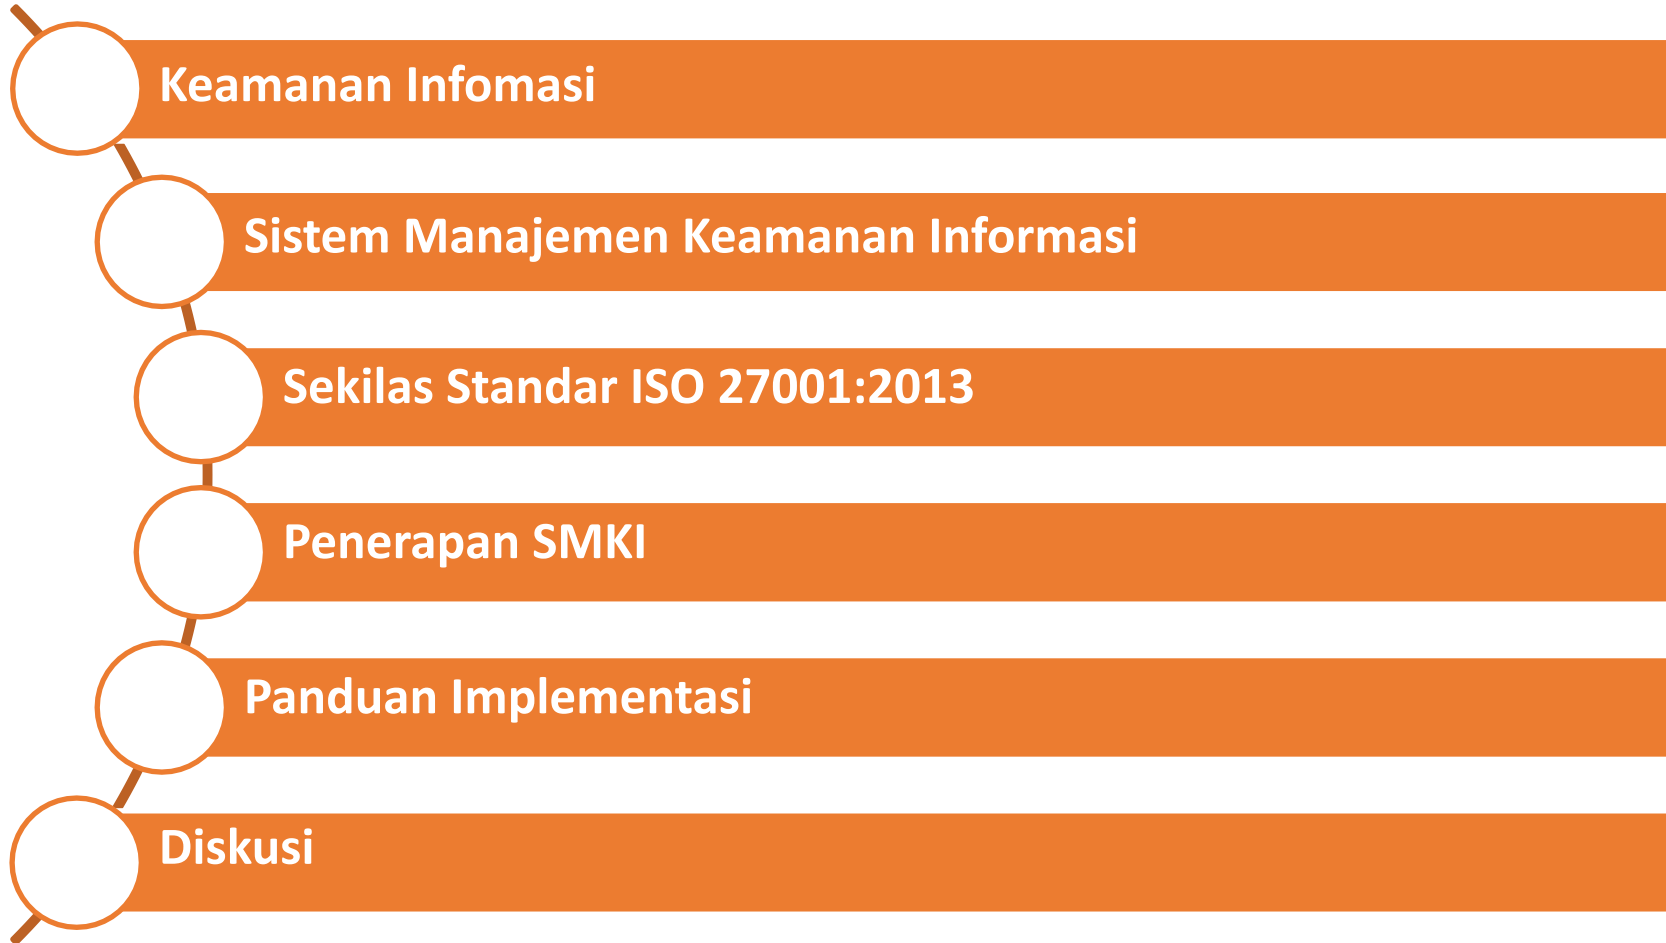 Keamanan Infomasi
Sistem Manajemen Keamanan Informasi
Sekilas Standar ISO 27001:2013
Penerapan SMKI
Panduan Implementasi
Diskusi